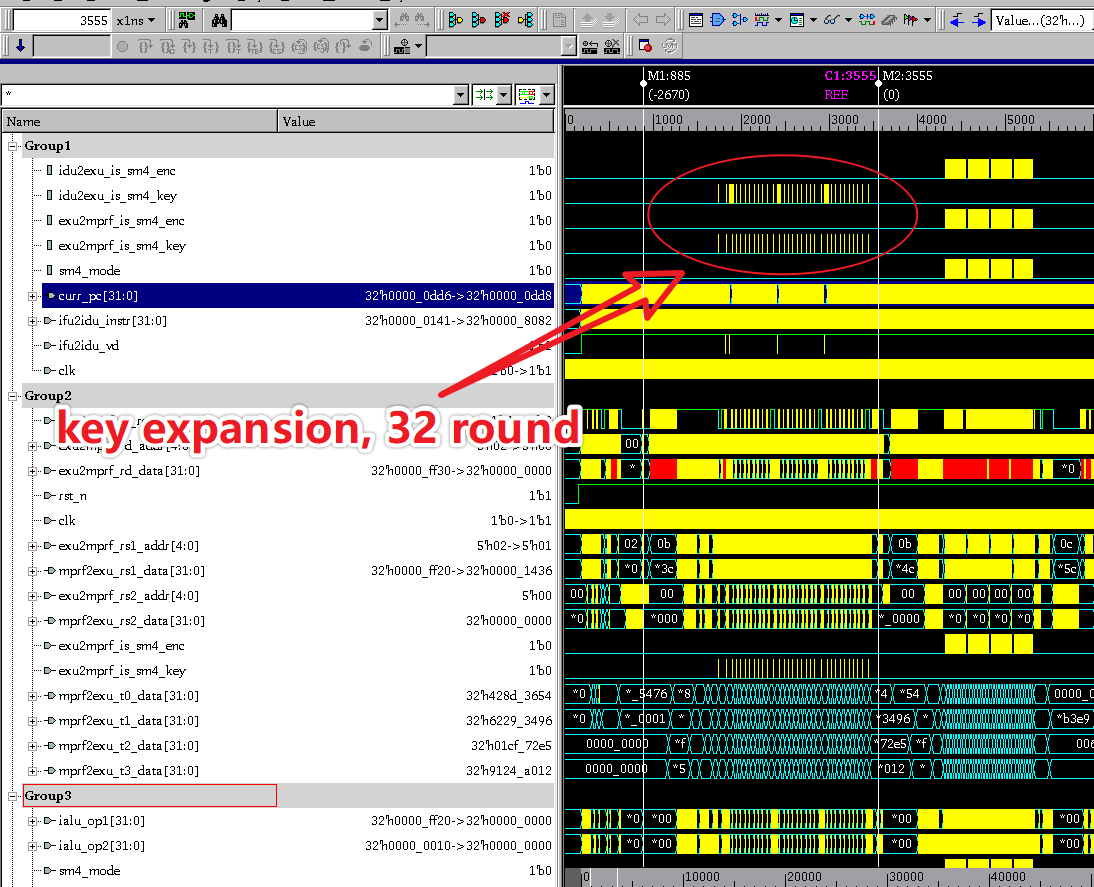 3555 x1ns Value...(32'h...)
*
M1:885 C1:3555 M2:3555
(-2670) REF (0)
Name Value
0 1000 2000 3000 4000 5000
Group1
idu2exu_is_sm4_enc 1'b0
idu2exu_is_sm4_key 1'b0
exu2mprf_is_sm4_enc 1'b0
exu2mprf_is_sm4_key 1'b0
sm4_mode 1'b0
curr_pc[31:0] 32'h0000_0dd6->32'h0000_0dd8
ifu2idu_instr[31:0] 32'h0000_0141->32'h0000_8082
ifu2idu_vd
clk 1'b0->1'b1
Group2
key expansion, 32 round
00
exu2mprf_rd_data[31:0] 32'h0000_ff30->32'h0000_0000 * *0
rst_n 1'b1
clk 1'b0->1'b1
exu2mprf_rs1_addr[4:0] 5'h02->5'h01 02 0b 0b 0c
mprf2exu_rs1_data[31:0] 32'h0000_ff20->32'h0000_1436 *0 *3c *4c *5c
exu2mprf_rs2_addr[4:0] 5'h00 00 00 00 00 00 00 00
mprf2exu_rs2_data[31:0] 32'h0000_0000 *0 *000 *_0000 *0 *0 *0 *0
exu2mprf_is_sm4_enc 1'b0
exu2mprf_is_sm4_key 1'b0
mprf2exu_t0_data[31:0] 32'h428d_3654 *0 *_5476 *8 *4 *54 0000_0
mprf2exu_t1_data[31:0] 32'h6229_3496 *0 *_0001 * *3496 * *b3e9
mprf2exu_t2_data[31:0] 32'h01cf_72e5 0000_0000 *f *72e5 *f 006
mprf2exu_t3_data[31:0] 32'h9124_a012 0000_0000 *5 *012 *
Group3
ialu_op1[31:0] 32'h0000_ff20->32'h0000_0000 *0 *00 *00 *00
ialu_op2[31:0] 32'h0000_0010->32'h0000_0000 *0 *00 *00 *00
sm4_mode 1'b0
0 10000 20000 30000 40000